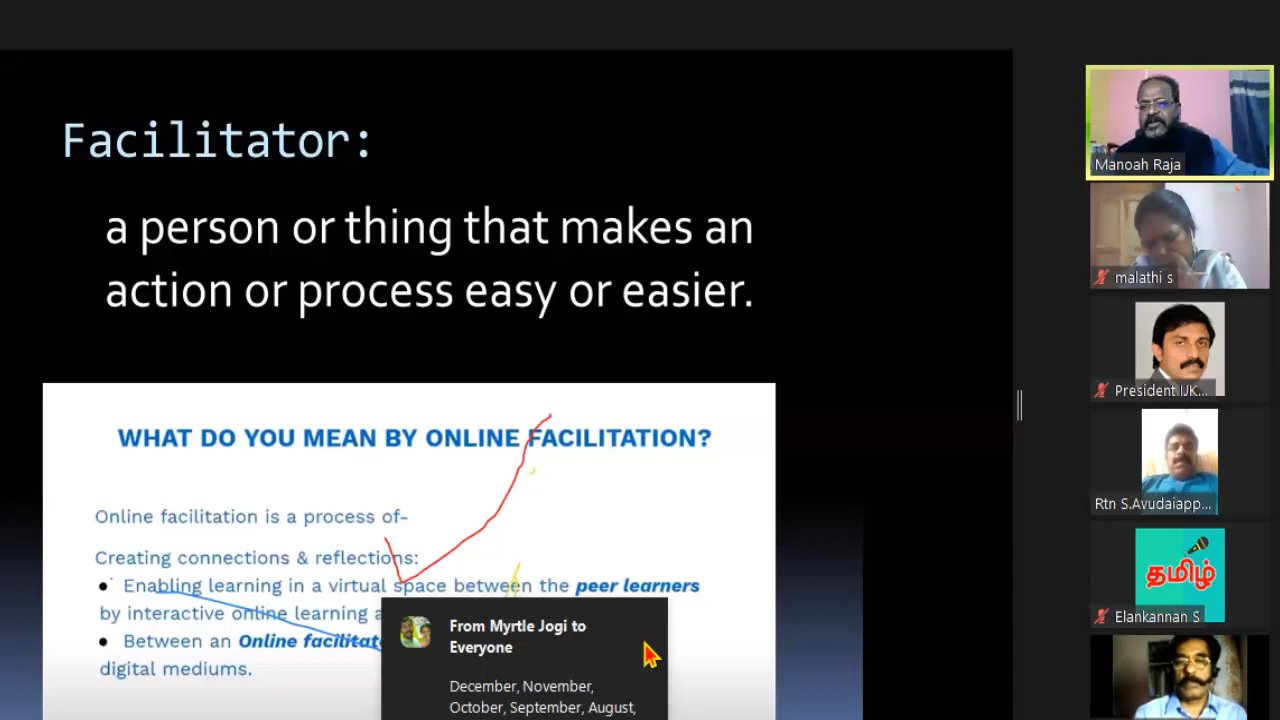 Facilitator:
a person or thing that makes an
action or process easy or easier.
WHAT DO YOU MEAN BY ONLINE FACILITATION?
Online facilitation is a process of-
Creating connections & reflections:
● Enabling learning in a virtual space between the peer learners
by interactive online learning
● Between an Online
digital mediums.
From Myrtle Jogi to
Everyone
December, November,
October, September, August,
Manoah Raja
malathi s
President IJK...
Rtn S.Avudaiapp...
தமிழ்
Elankannan S